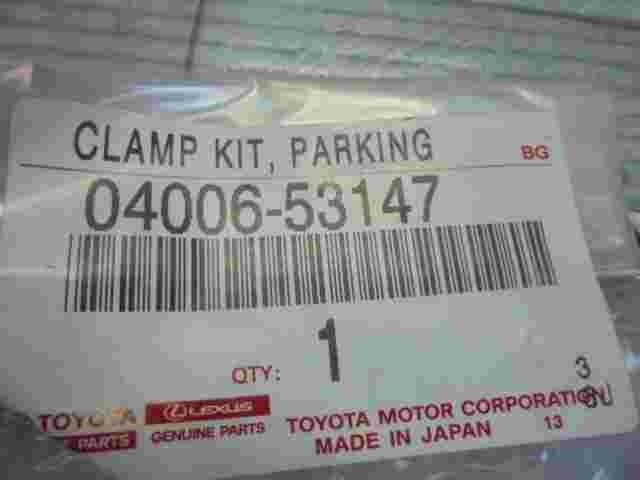 CLAMP KIT, PARKING
BG
04006-53147
QTY: 1
3
TOYOTA LEXUS
PARTS GENUINE PARTS
TOYOTA MOTOR CORPORATION
MADE IN JAPAN 13